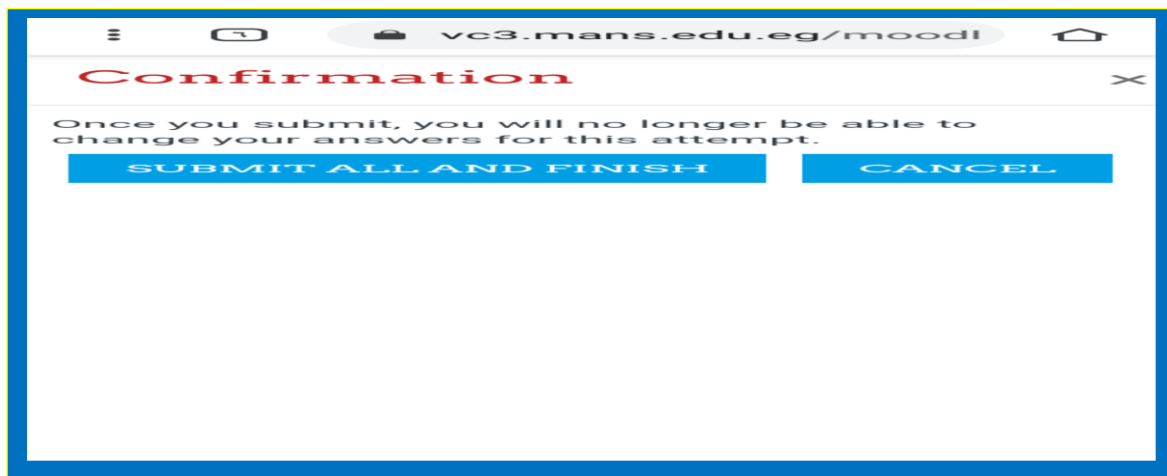 vc3.mans.edu.eg/moodl
Confirmation
Once you submit, you will no longer be able to
change your answers for this attempt.
SUBMIT ALL AND FINISH
CANCEL